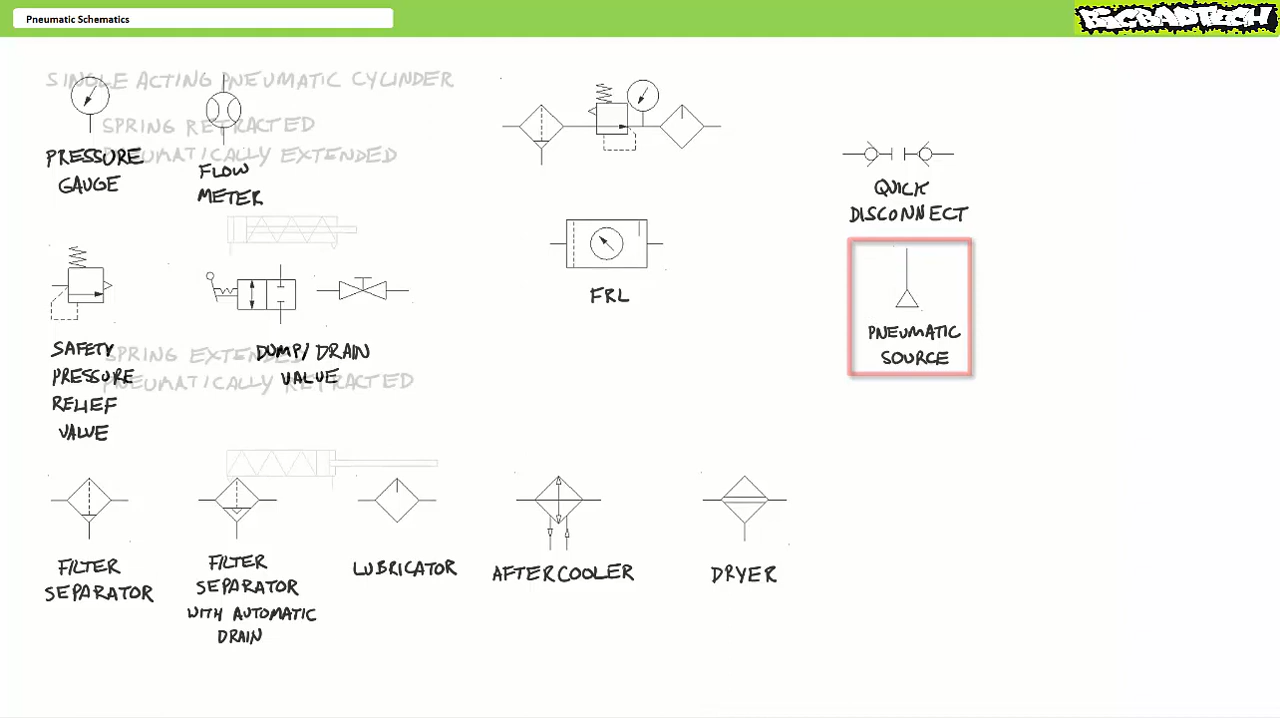 Pneumatic Schematics
BIGBADTECH
SINGLE ACTING PNEUMATIC CYLINDER
SPRING RETRACTED
PNEUMATICALLY EXTENDED
PRESSURE
GAUGE
FLOW
METER
QUICK
DISCONNECT
FRL
PNEUMATIC
SOURCE
SAFETY
PRESSURE
RELIEF
VALVE
DUMP/DRAIN
VALVE
SPRING EXTENDED
PNEUMATICALLY RETRACTED
FILTER
SEPARATOR
FILTER
SEPARATOR
WITH AUTOMATIC
DRAIN
LUBRICATOR
AFTERCOOLER
DRYER